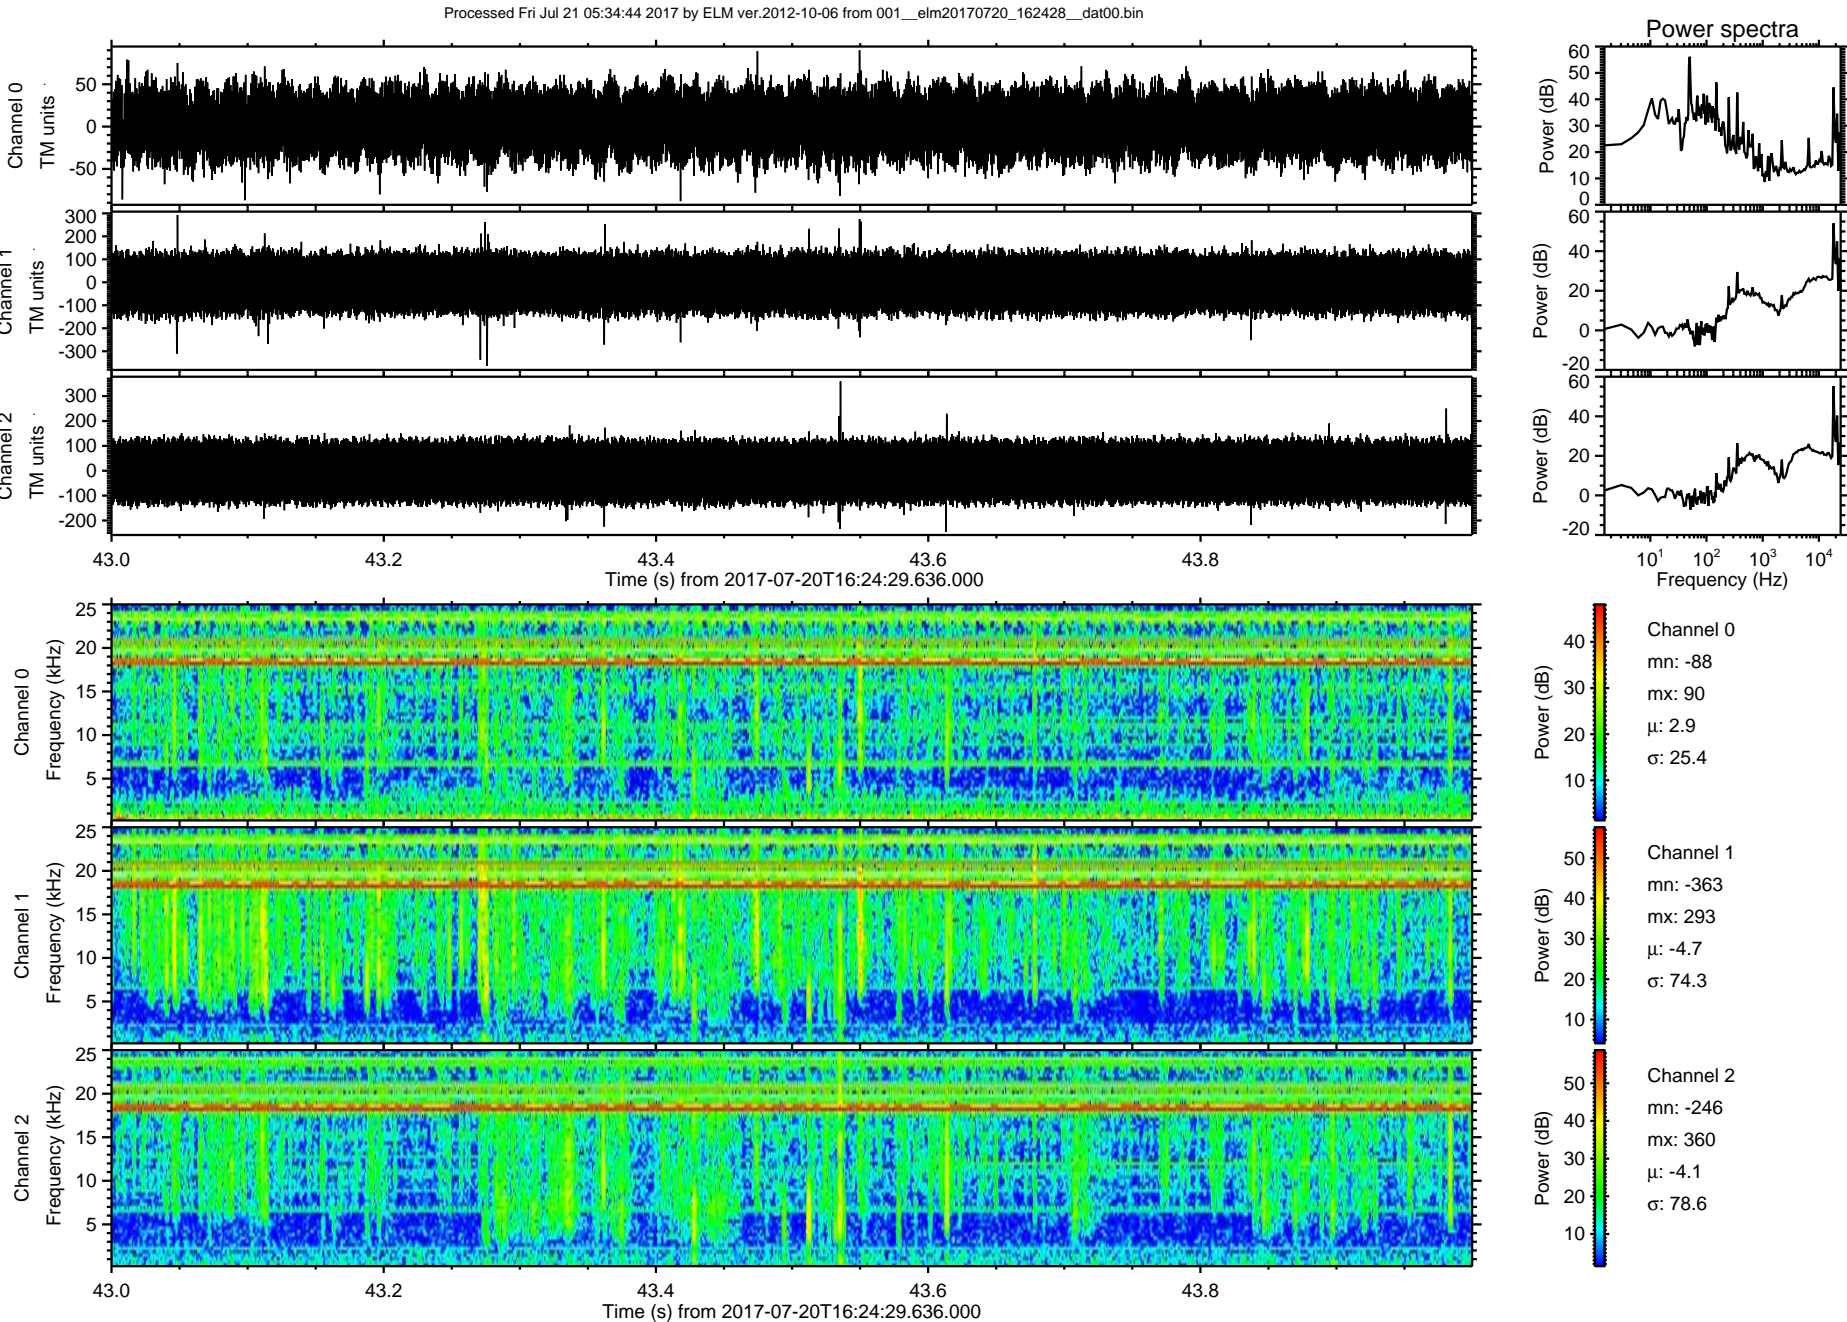 Processed Fri Jul 21 05:34:44 2017 by ELM ver.2012-10-06 from 001__elm20170720_162428__dat00.bin
Power spectra
Channel 0
TM units
50
0
-50
Power (dB)
60
50
40
30
20
10
0
Channel 1
TM units
300
200
100
0
-100
-200
-300
Power (dB)
60
40
20
0
-20
Channel 2
TM units
300
200
100
0
-100
-200
Power (dB)
60
40
20
0
-20
43.0 43.2 43.4 43.6 43.8
Time (s) from 2017-07-20T16:24:29.636.000
10^1 10^2 10^3 10^4
Frequency (Hz)
Channel 0
Frequency (kHz)
25
20
15
10
5
Power (dB)
40
30
20
10
Channel 0
mn: -88
mx: 90
μ: 2.9
σ: 25.4
Channel 1
Frequency (kHz)
25
20
15
10
5
Power (dB)
50
40
30
20
10
Channel 1
mn: -363
mx: 293
μ: -4.7
σ: 74.3
Channel 2
Frequency (kHz)
25
20
15
10
5
Power (dB)
50
40
30
20
10
Channel 2
mn: -246
mx: 360
μ: -4.1
σ: 78.6
43.0 43.2 43.4 43.6 43.8
Time (s) from 2017-07-20T16:24:29.636.000